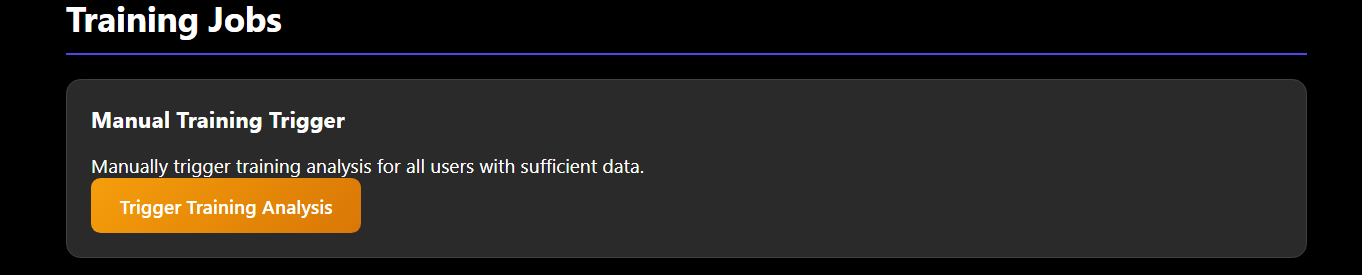 Training Jobs
Manual Training Trigger
Manually trigger training analysis for all users with sufficient data.
Trigger Training Analysis